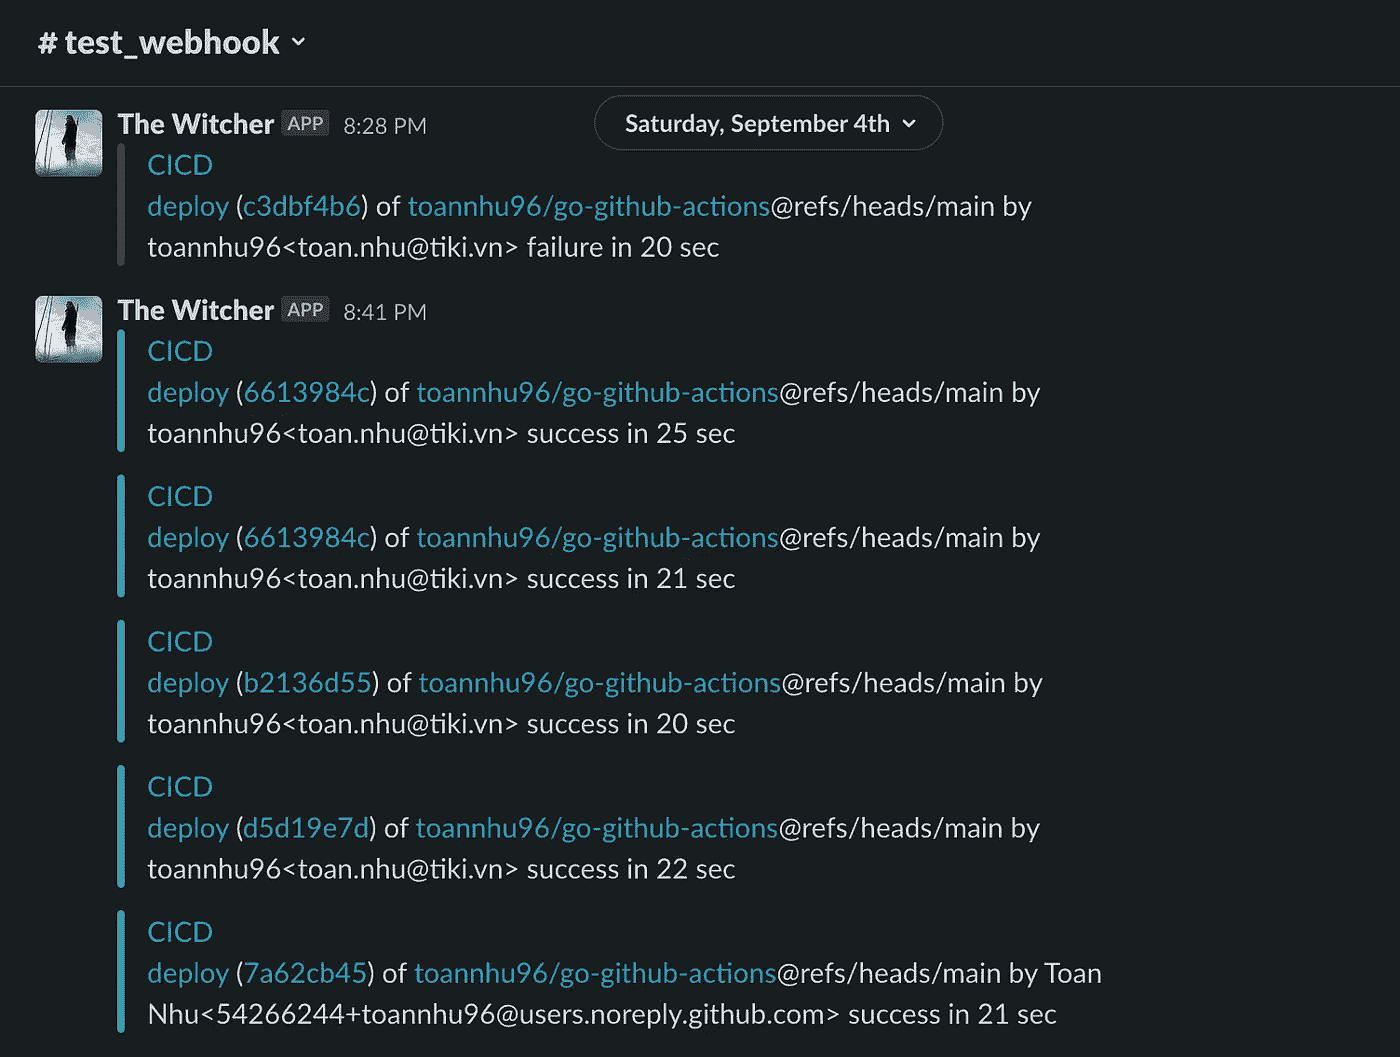 # test_webhook
Saturday, September 4th
The Witcher APP 8:28 PM
CICD
deploy (c3dbf4b6) of toannhu96/go-github-actions@refs/heads/main by
toannhu96<toan.nhu@tiki.vn> failure in 20 sec
The Witcher APP 8:41 PM
CICD
deploy (6613984c) of toannhu96/go-github-actions@refs/heads/main by
toannhu96<toan.nhu@tiki.vn> success in 25 sec
CICD
deploy (6613984c) of toannhu96/go-github-actions@refs/heads/main by
toannhu96<toan.nhu@tiki.vn> success in 21 sec
CICD
deploy (b2136d55) of toannhu96/go-github-actions@refs/heads/main by
toannhu96<toan.nhu@tiki.vn> success in 20 sec
CICD
deploy (d5d19e7d) of toannhu96/go-github-actions@refs/heads/main by
toannhu96<toan.nhu@tiki.vn> success in 22 sec
CICD
deploy (7a62cb45) of toannhu96/go-github-actions@refs/heads/main by Toan
Nhu<54266244+toannhu96@users.noreply.github.com> success in 21 sec